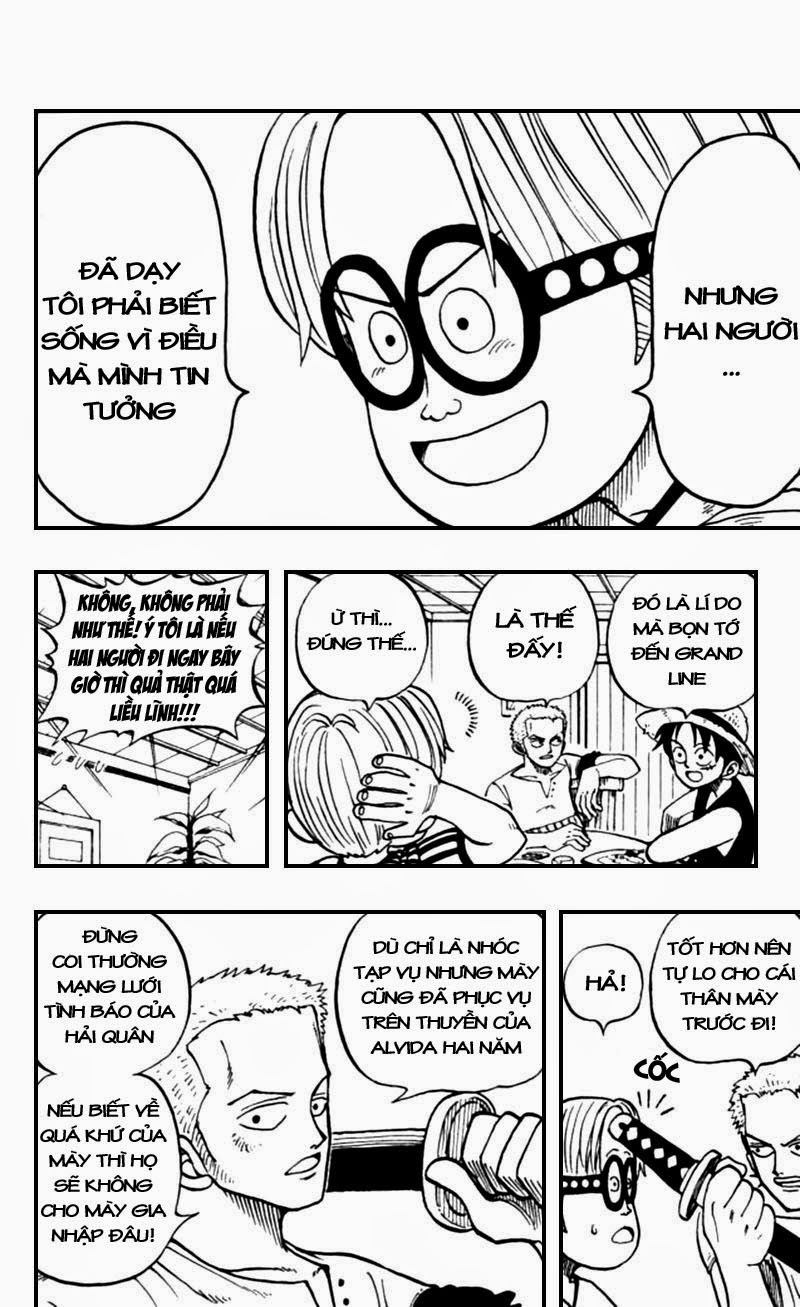 NHƯNG
HAI NGƯỜI
...
ĐÃ DẠY
TÔI PHẢI BIẾT
SỐNG VÌ ĐIỀU
MÀ MÌNH TIN
TƯỞNG
ĐÓ LÀ LÍ DO
MÀ BỌN TỚ
ĐẾN GRAND
LINE
LÀ THẾ
ĐẤY!
Ừ THÌ...
ĐÚNG THẾ...
KHÔNG, KHÔNG PHẢI
NHƯ THẾ! Ý TÔI LÀ NẾU
HAI NGƯỜI ĐI NGAY BÂY
GIỜ THÌ QUẢ THẬT QUÁ
LIỀU LĨNH!!!
TỐT HƠN NÊN
TỰ LO CHO CÁI
THÂN MÀY
TRƯỚC ĐI!
HẢ!
CỐC
DÙ CHỈ LÀ NHÓC
TẠP VỤ NHƯNG MÀY
CŨNG ĐÃ PHỤC VỤ
TRÊN THUYỀN CỦA
ALVIDA HAI NĂM
ĐỪNG
COI THƯỜNG
MẠNG LƯỚI
TÌNH BÁO CỦA
HẢI QUÂN
NẾU BIẾT VỀ
QUÁ KHỨ CỦA
MÀY THÌ HỌ
SẼ KHÔNG
CHO MÀY GIA
NHẬP ĐÂU!